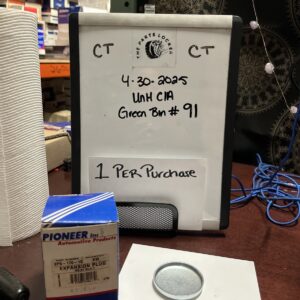 THE PARTS LOCKER
CT
CT
4-30-2025
UNH CIA
Green Bin # 91
1 Per Purchase
PIONEER inc
Automotive Products
EXPANSION PLUG